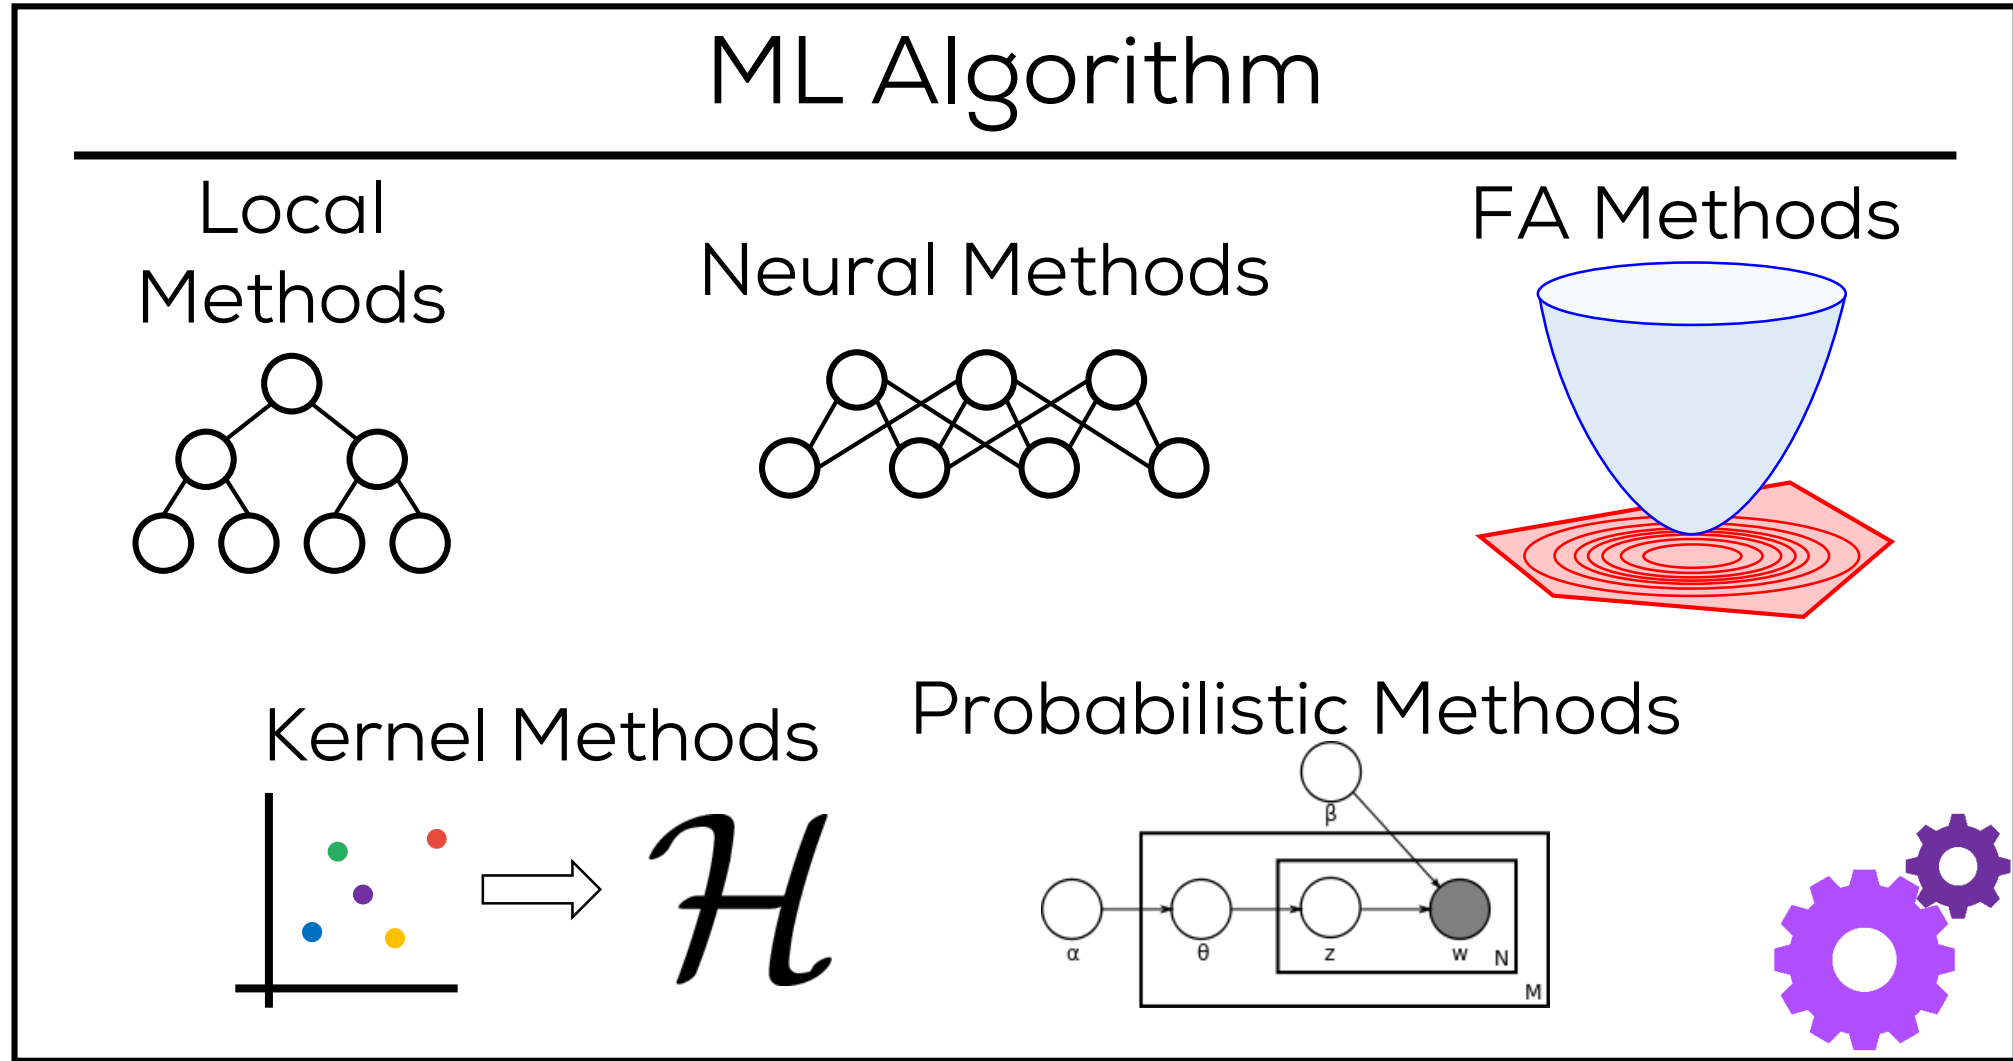 ML Algorithm
Local
Methods
Neural Methods
FA Methods
Kernel Methods
ℋ
Probabilistic Methods
β
α
θ
z
w
N
M